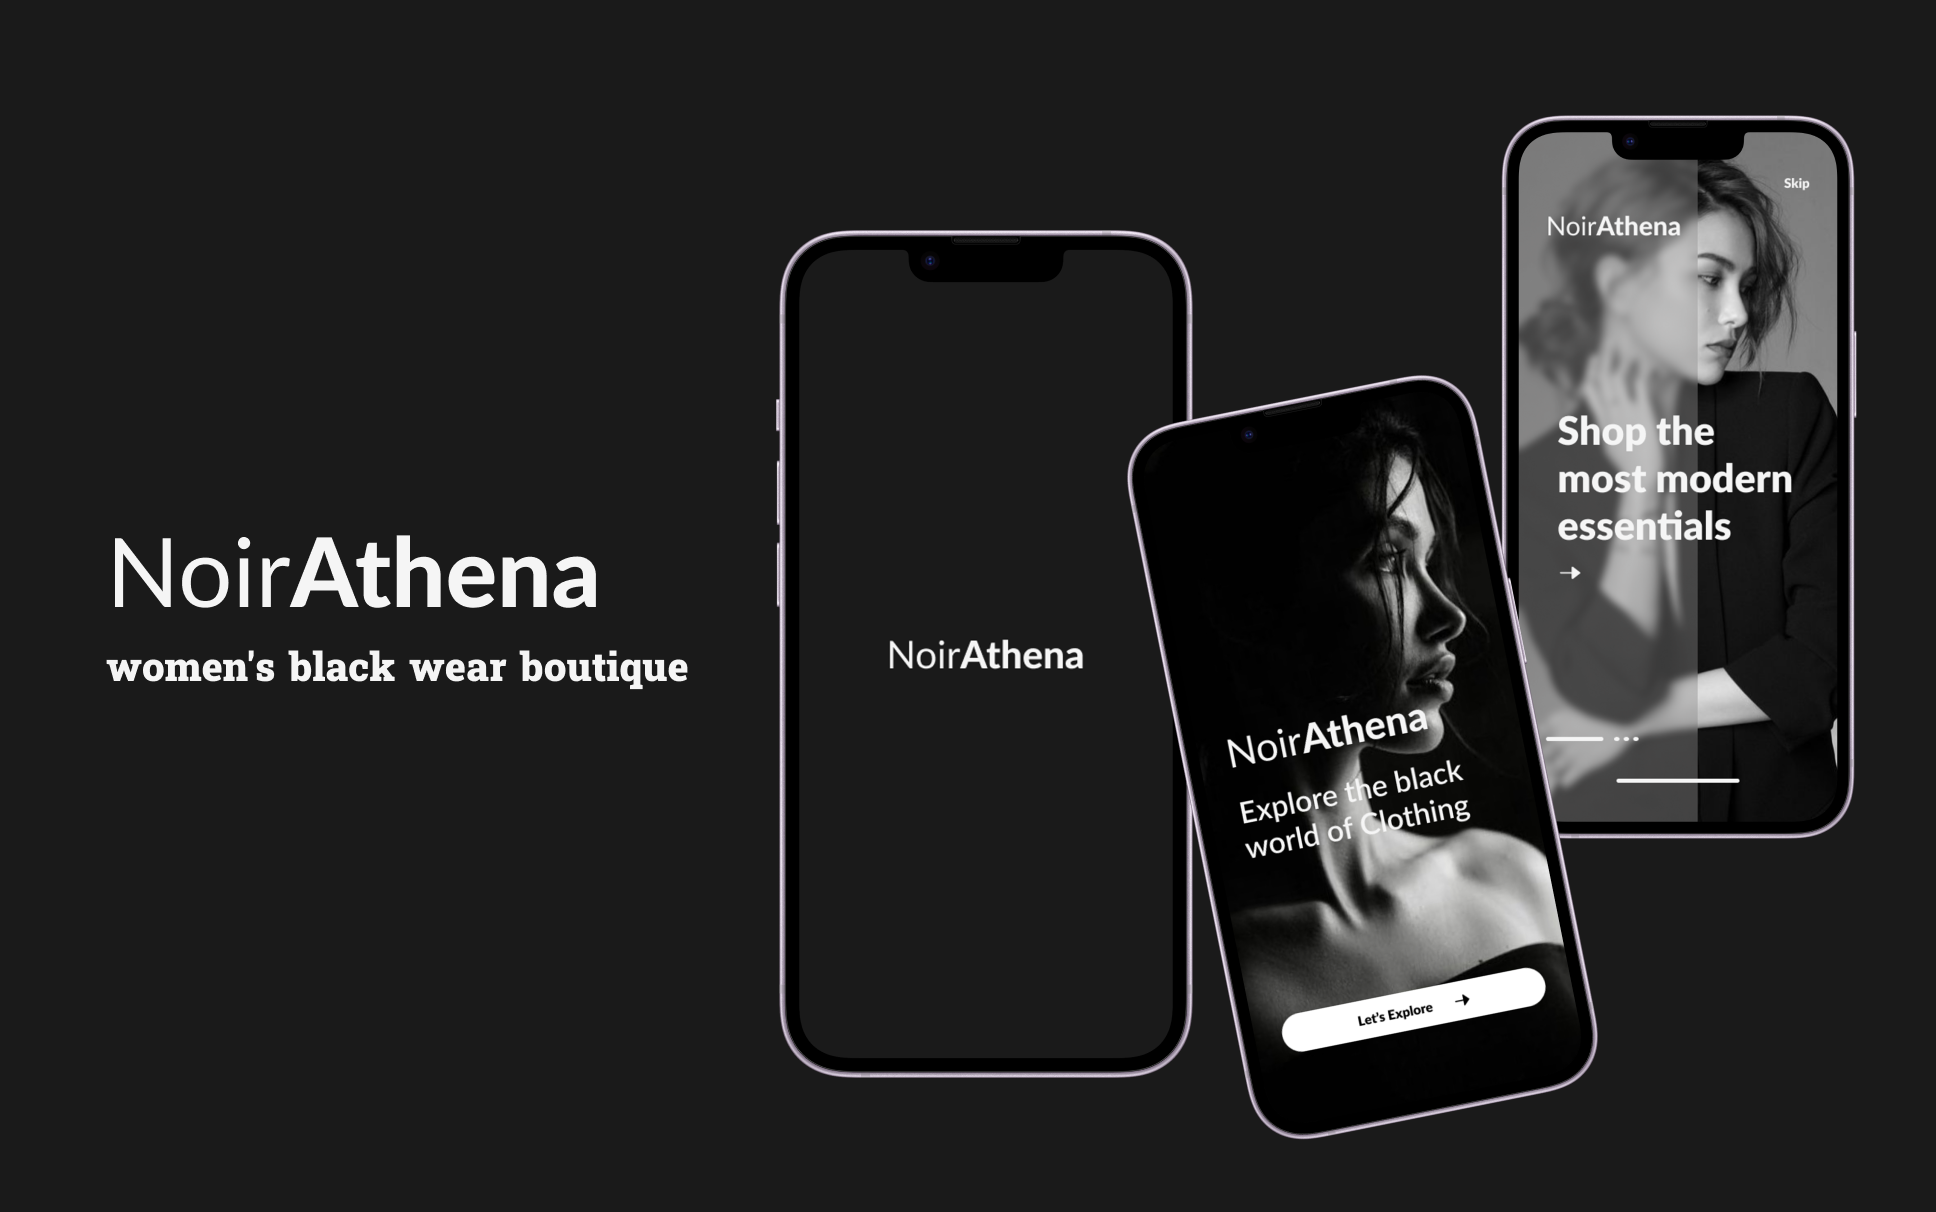 NoirAthena
women's black wear boutique
NoirAthena
NoirAthena
Explore the black
world of Clothing
Let's Explore
Skip
NoirAthena
Shop the
most modern
essentials